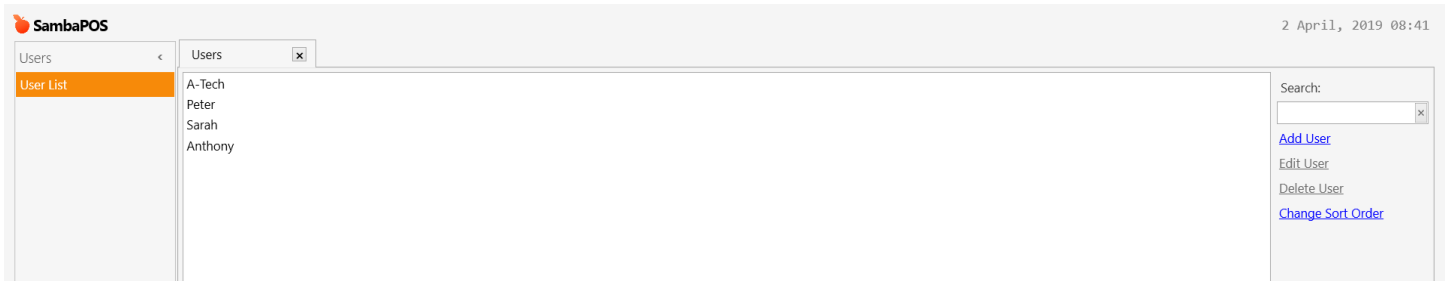 SambaPOS
2 April, 2019 08:41
Users
User List
Users
A-Tech
Peter
Sarah
Anthony
Search:
Add User
Edit User
Delete User
Change Sort Order